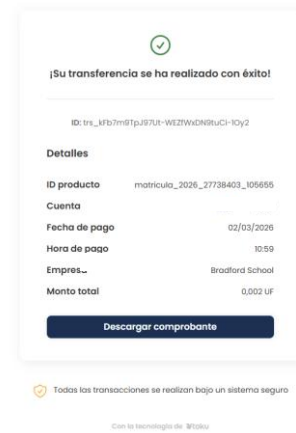 ¡Su transferencia se ha realizado con éxito!
ID: trs_kFb7m9TpJ97Ut-WEZfWxDN9tuCi-1Oy2
Detalles
ID producto matricula_2026_27738403_105655
Cuenta
Fecha de pago 02/03/2026
Hora de pago 10:59
Empres…
Bradford School
Monto total 0,002 UF
Descargar comprobante
Todas las transacciones se realizan bajo un sistema seguro
Con la tecnología de